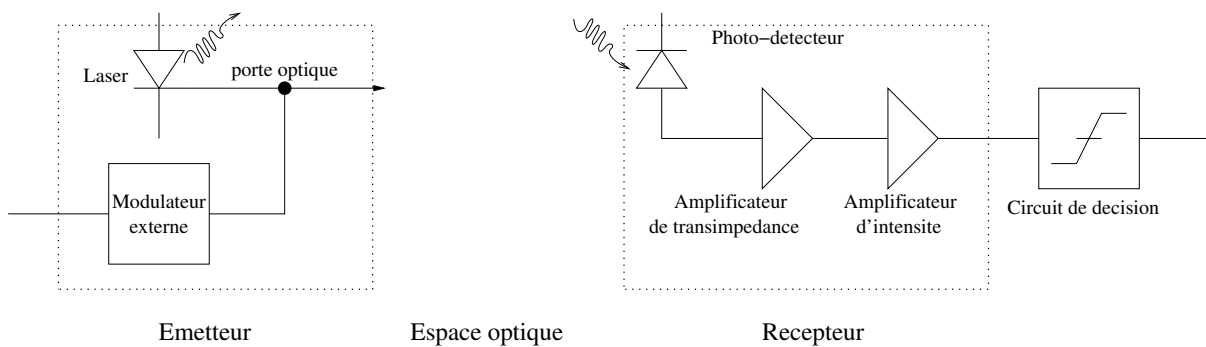 Laser
porte optique
Modulateur
externe
Photo−detecteur
Amplificateur
de transimpedance
Amplificateur
d'intensite
Circuit de decision
Emetteur
Espace optique
Recepteur